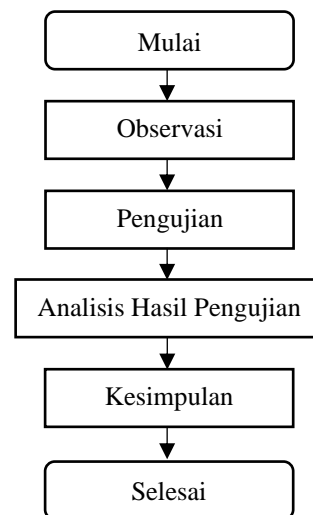 Mulai
Observasi
Pengujian
Analisis Hasil Pengujian
Kesimpulan
Selesai